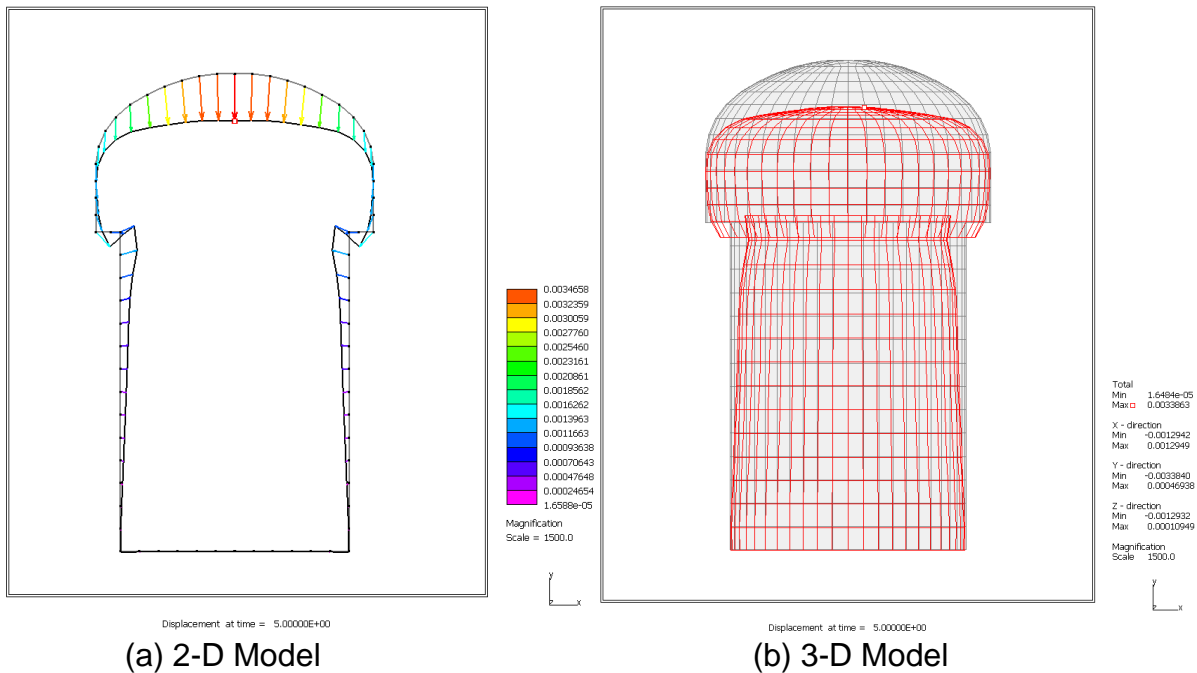 0.0034658
0.0032359
0.0030059
0.0027760
0.0025460
0.0023161
0.0020861
0.0018562
0.0016262
0.0013963
0.0011663
0.00093638
0.00070643
0.00047648
0.00024654
1.6588e-05
Magnification
Scale = 1500.0
y
z x
Displacement at time = 5.00000E+00
(a) 2-D Model
Total
Min 1.6484e-05
Max 0.0033863
X - direction
Min -0.0012942
Max 0.0012949
Y - direction
Min -0.0033840
Max 0.00046938
Z - direction
Min -0.0012932
Max 0.00010949
Magnification
Scale 1500.0
y
z x
Displacement at time = 5.00000E+00
(b) 3-D Model